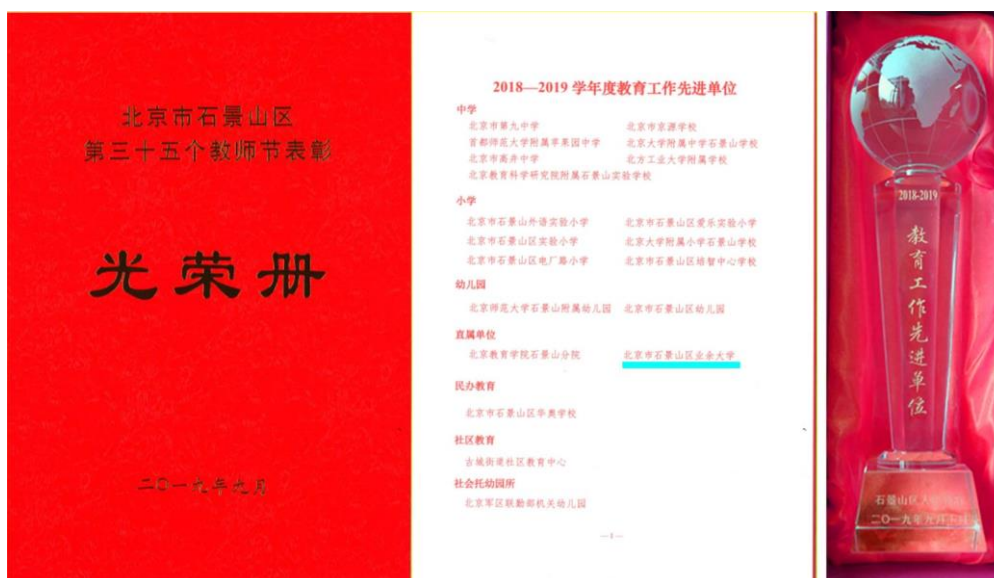 北京市石景山区
第三十五个教师节表彰
光荣册
二〇一九年九月
2018—2019 学年度教育工作先进单位
中学
北京市第九中学 北京市京源学校
首都师范大学附属苹果园中学 北京大学附属中学石景山学校
北京市高井中学 北方工业大学附属学校
北京教育科学研究院附属石景山实验学校
小学
北京市石景山外语实验小学 北京市石景山区爱乐实验小学
北京市石景山区实验小学 北京大学附属小学石景山学校
北京市石景山区电厂路小学 北京市石景山区培智中心学校
幼儿园
北京师范大学石景山附属幼儿园 北京市石景山区幼儿园
直属单位
北京教育学院石景山分院 北京市石景山区业余大学
民办教育
北京市石景山区华奥学校
社区教育
古城街道社区教育中心
社会托幼园所
北京军区联勤部机关幼儿园
2018-2019
教育工作先进单位
石景山区
二〇一九年九月